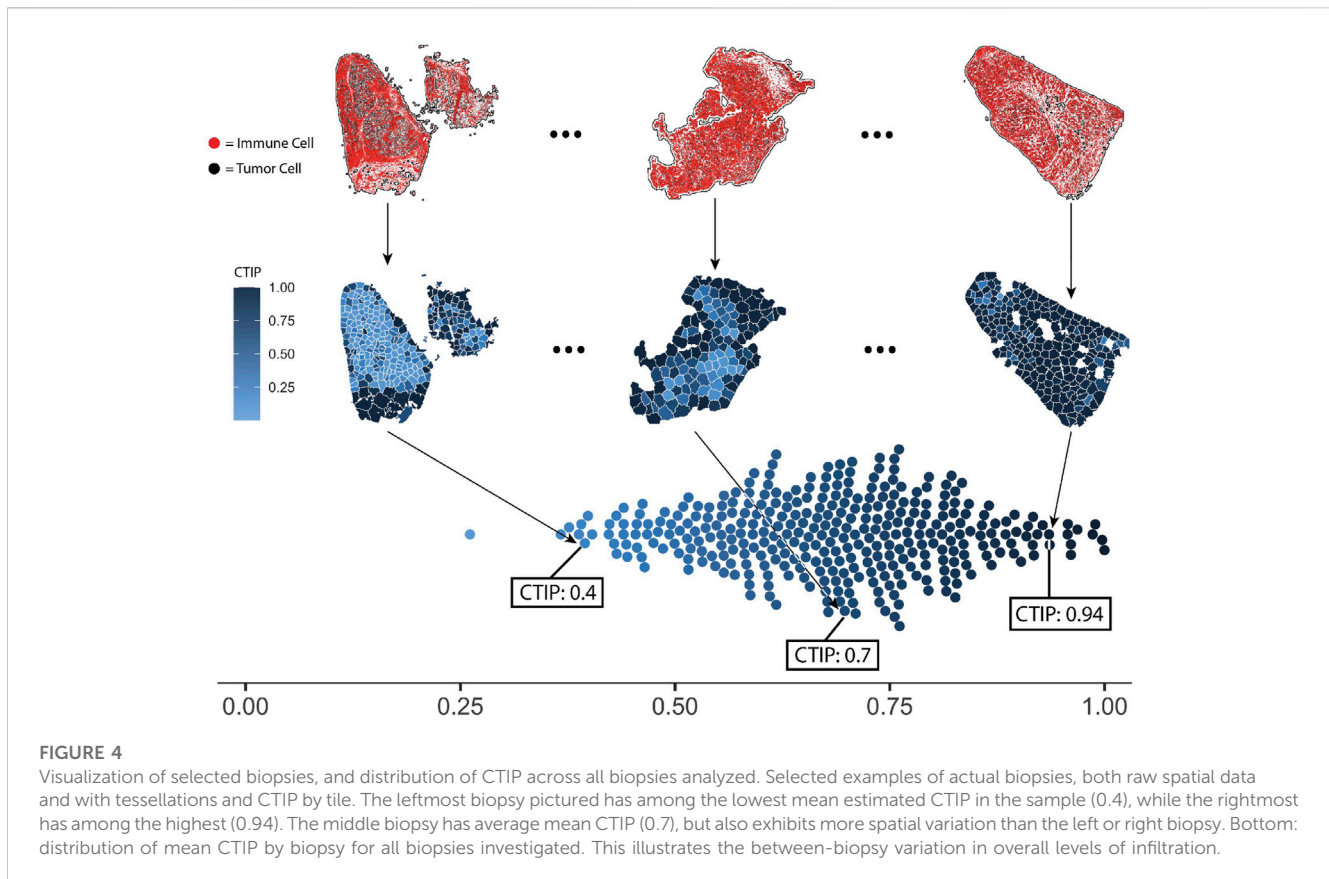 = Immune Cell
= Tumor Cell
CTIP
1.00
0.75
0.50
0.25
CTIP: 0.4
CTIP: 0.7
CTIP: 0.94
0.00 0.25 0.50 0.75 1.00
FIGURE 4
Visualization of selected biopsies, and distribution of CTIP across all biopsies analyzed. Selected examples of actual biopsies, both raw spatial data
and with tessellations and CTIP by tile. The leftmost biopsy pictured has among the lowest mean estimated CTIP in the sample (0.4), while the rightmost
has among the highest (0.94). The middle biopsy has average mean CTIP (0.7), but also exhibits more spatial variation than the left or right biopsy. Bottom:
distribution of mean CTIP by biopsy for all biopsies investigated. This illustrates the between-biopsy variation in overall levels of infiltration.